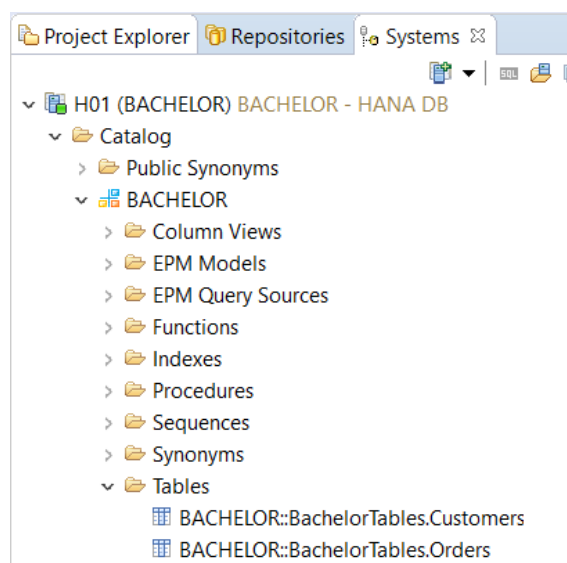 Project Explorer Repositories Systems
SQL
H01 (BACHELOR) BACHELOR - HANA DB
Catalog
Public Synonyms
BACHELOR
Column Views
EPM Models
EPM Query Sources
Functions
Indexes
Procedures
Sequences
Synonyms
Tables
BACHELOR::BachelorTables.Customers
BACHELOR::BachelorTables.Orders